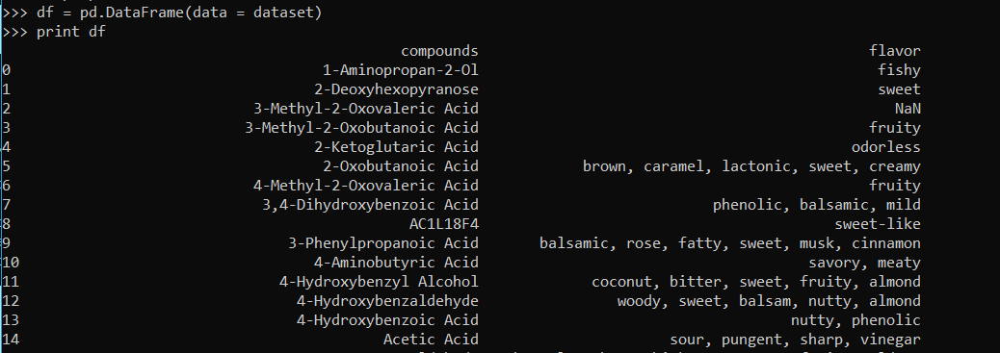 >>> df = pd.DataFrame(data = dataset)
>>> print df
compounds flavor
0 1-Aminopropan-2-Ol fishy
1 2-Deoxyhexopyranose sweet
2 3-Methyl-2-Oxovaleric Acid NaN
3 3-Methyl-2-Oxobutanoic Acid fruity
4 2-Ketoglutaric Acid odorless
5 2-Oxobutanoic Acid brown, caramel, lactonic, sweet, creamy
6 4-Methyl-2-Oxovaleric Acid fruity
7 3,4-Dihydroxybenzoic Acid phenolic, balsamic, mild
8 AC1L18F4 sweet-like
9 3-Phenylpropanoic Acid balsamic, rose, fatty, sweet, musk, cinnamon
10 4-Aminobutyric Acid savory, meaty
11 4-Hydroxybenzyl Alcohol coconut, bitter, sweet, fruity, almond
12 4-Hydroxybenzaldehyde woody, sweet, balsam, nutty, almond
13 4-Hydroxybenzoic Acid nutty, phenolic
14 Acetic Acid sour, pungent, sharp, vinegar